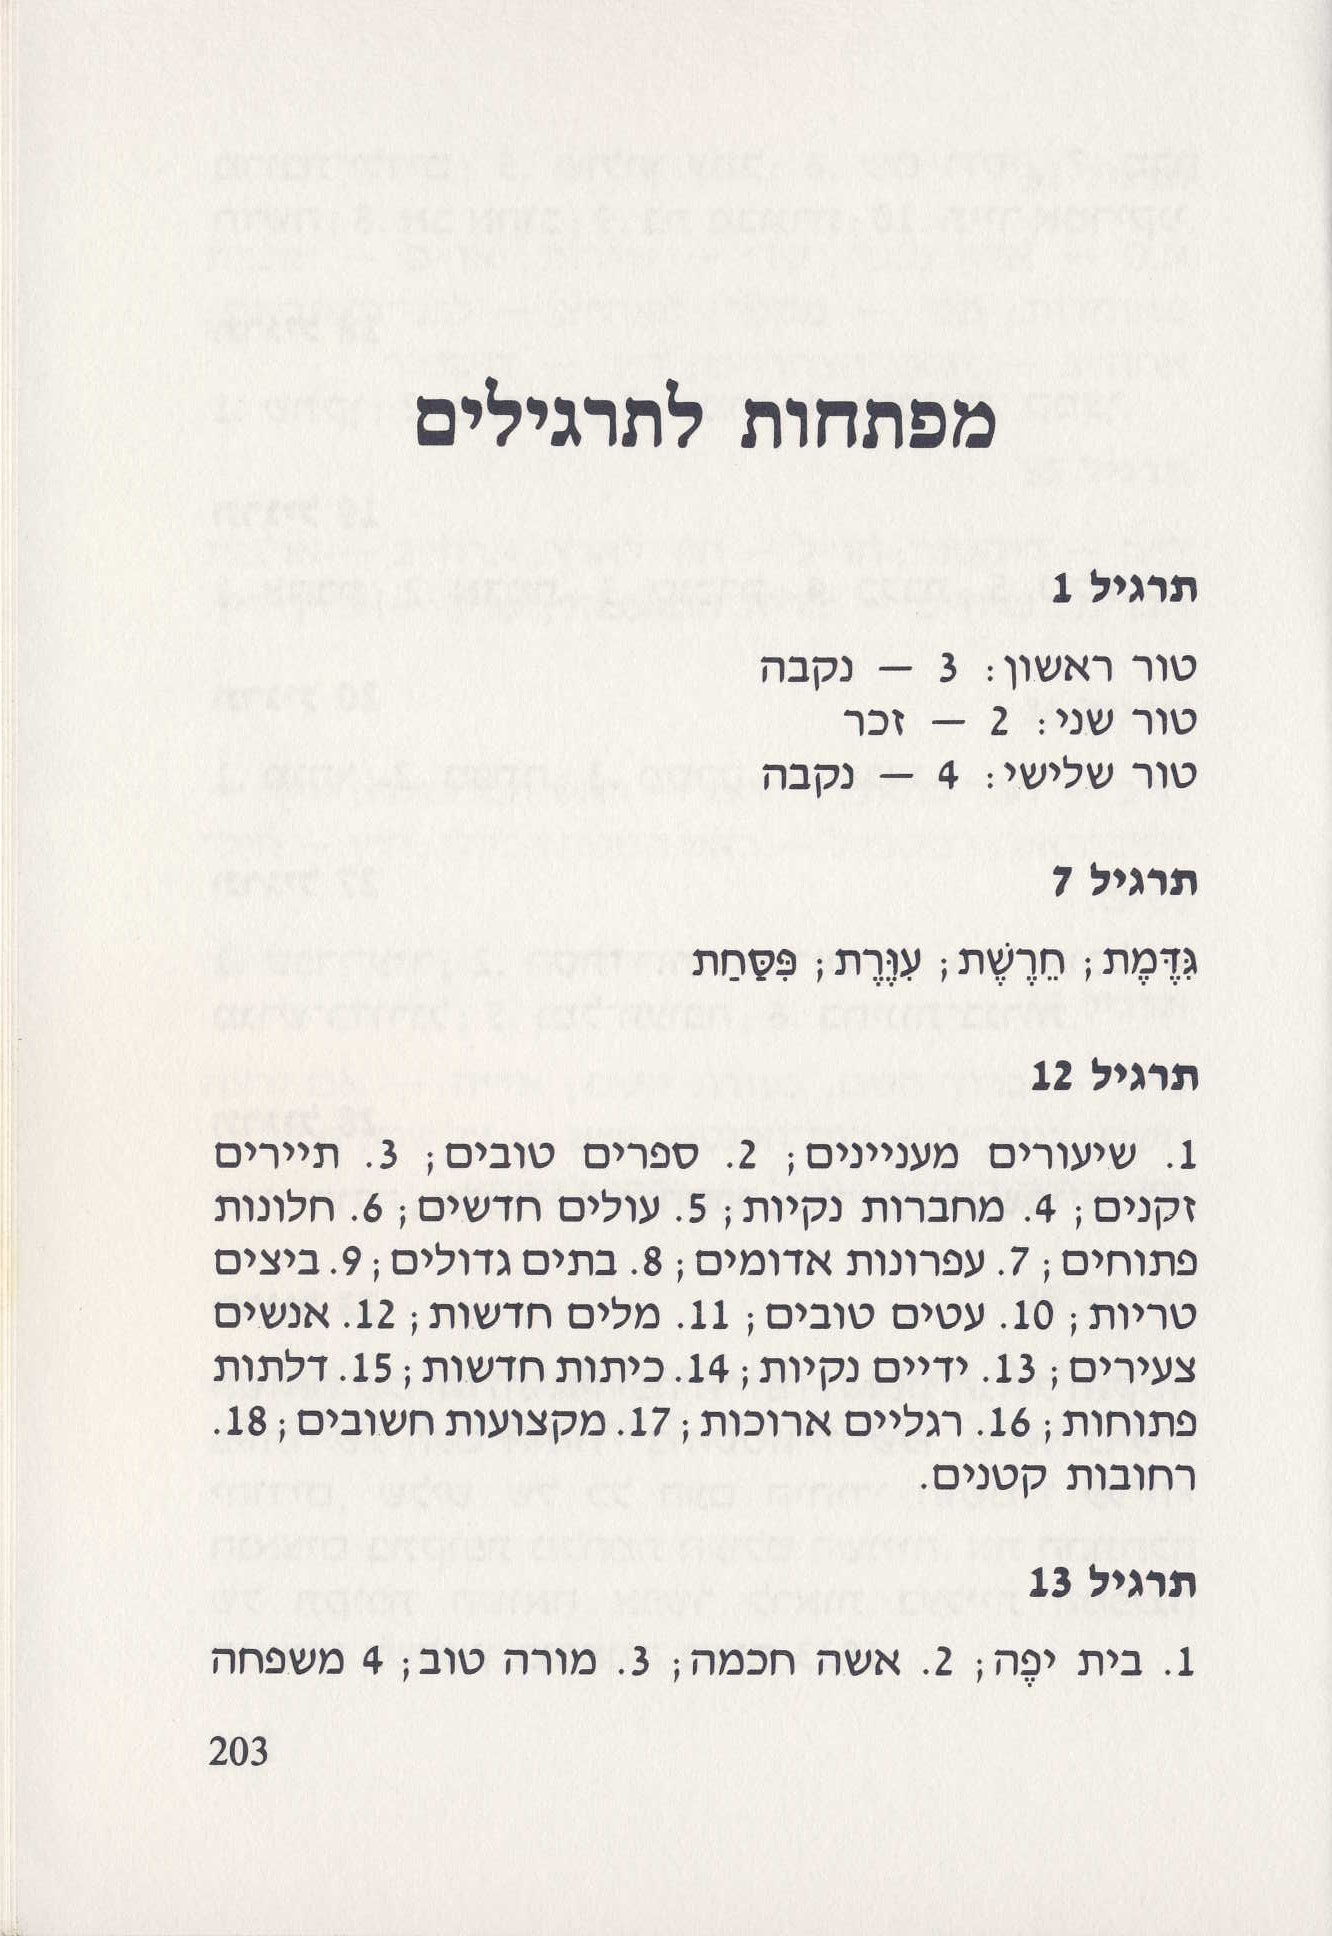 מפתחות לתרגילים
תרגיל 1
טור ראשון: 3 — נקבה
טור שני: 2 — זכר
טור שלישי: 4 — נקבה
תרגיל 7
גִּדֶּמֶת; חֵרֶשֶׁת; עִוֶּרֶת; פִּסַּחַת
תרגיל 12
1. שיעורים מעניינים; 2. ספרים טובים; 3. תיירים
זקנים; 4. מחברות נקיות; 5. עולים חדשים; 6. חלונות
פתוחים; 7. עפרונות אדומים; 8. בתים גדולים; 9. ביצים
טריות; 10. עטים טובים; 11. מלים חדשות; 12. אנשים
צעירים; 13. ידיים נקיות; 14. כיתות חדשות; 15. דלתות
פתוחות; 16. רגליים ארוכות; 17. מקצועות חשובים; 18.
רחובות קטנים.
תרגיל 13
1. בית יפֶה; 2. אשה חכמה; 3. מורה טוב; 4 משפחה
203